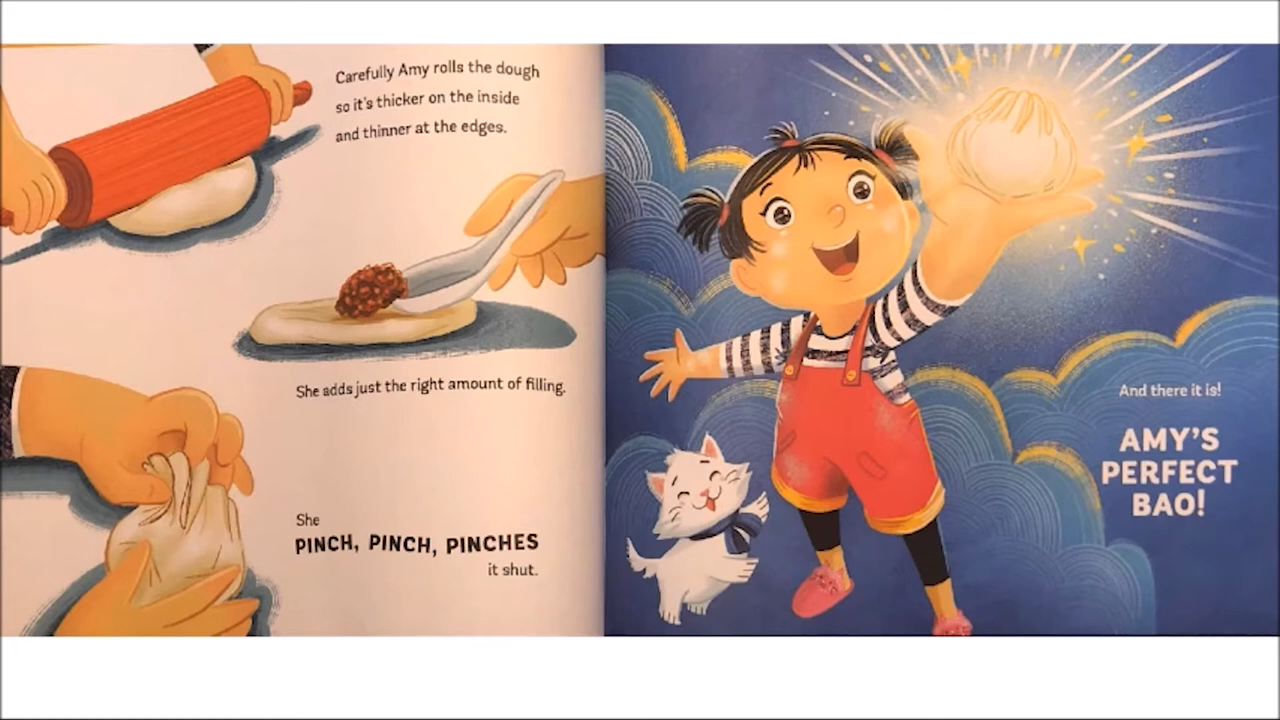 Carefully Amy rolls the dough
so it's thicker on the inside
and thinner at the edges.
She adds just the right amount of filling.
She
PINCH, PINCH, PINCHES
it shut.
And there it is!
AMY'S
PERFECT
BAO!